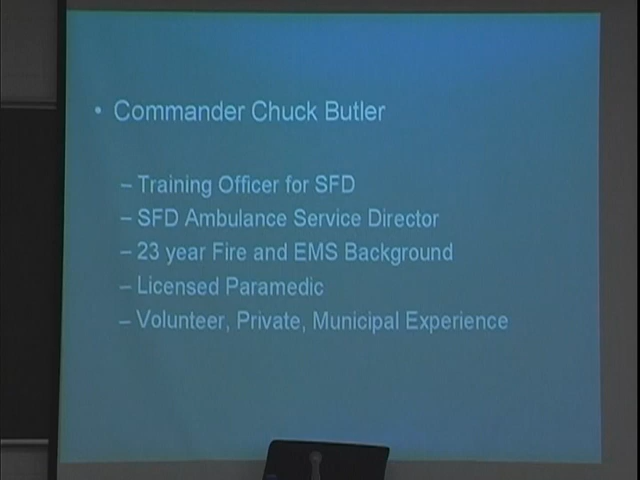 • Commander Chuck Butler
– Training Officer for SFD
– SFD Ambulance Service Director
– 23 year Fire and EMS Background
– Licensed Paramedic
– Volunteer, Private, Municipal Experience